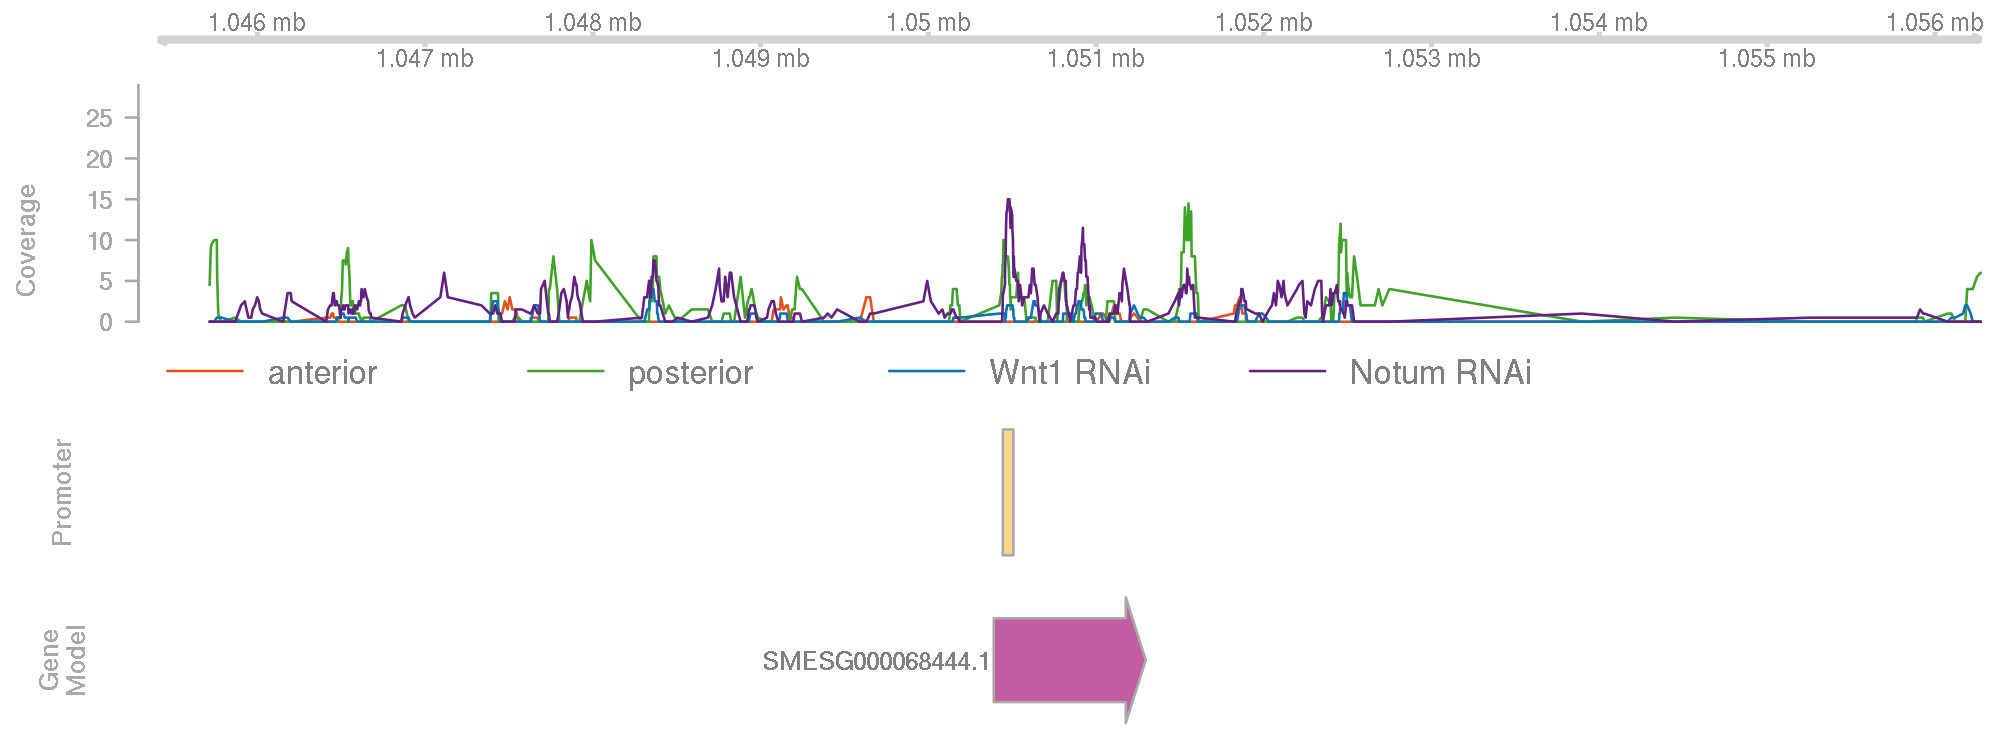 1.046 mb 1.048 mb 1.05 mb 1.052 mb 1.054 mb 1.056 mb
1.047 mb 1.049 mb 1.051 mb 1.053 mb 1.055 mb
Coverage
25
20
15
10
5
0
anterior posterior Wnt1 RNAi Notum RNAi
Promoter
Gene
Model
SMESG000068444.1